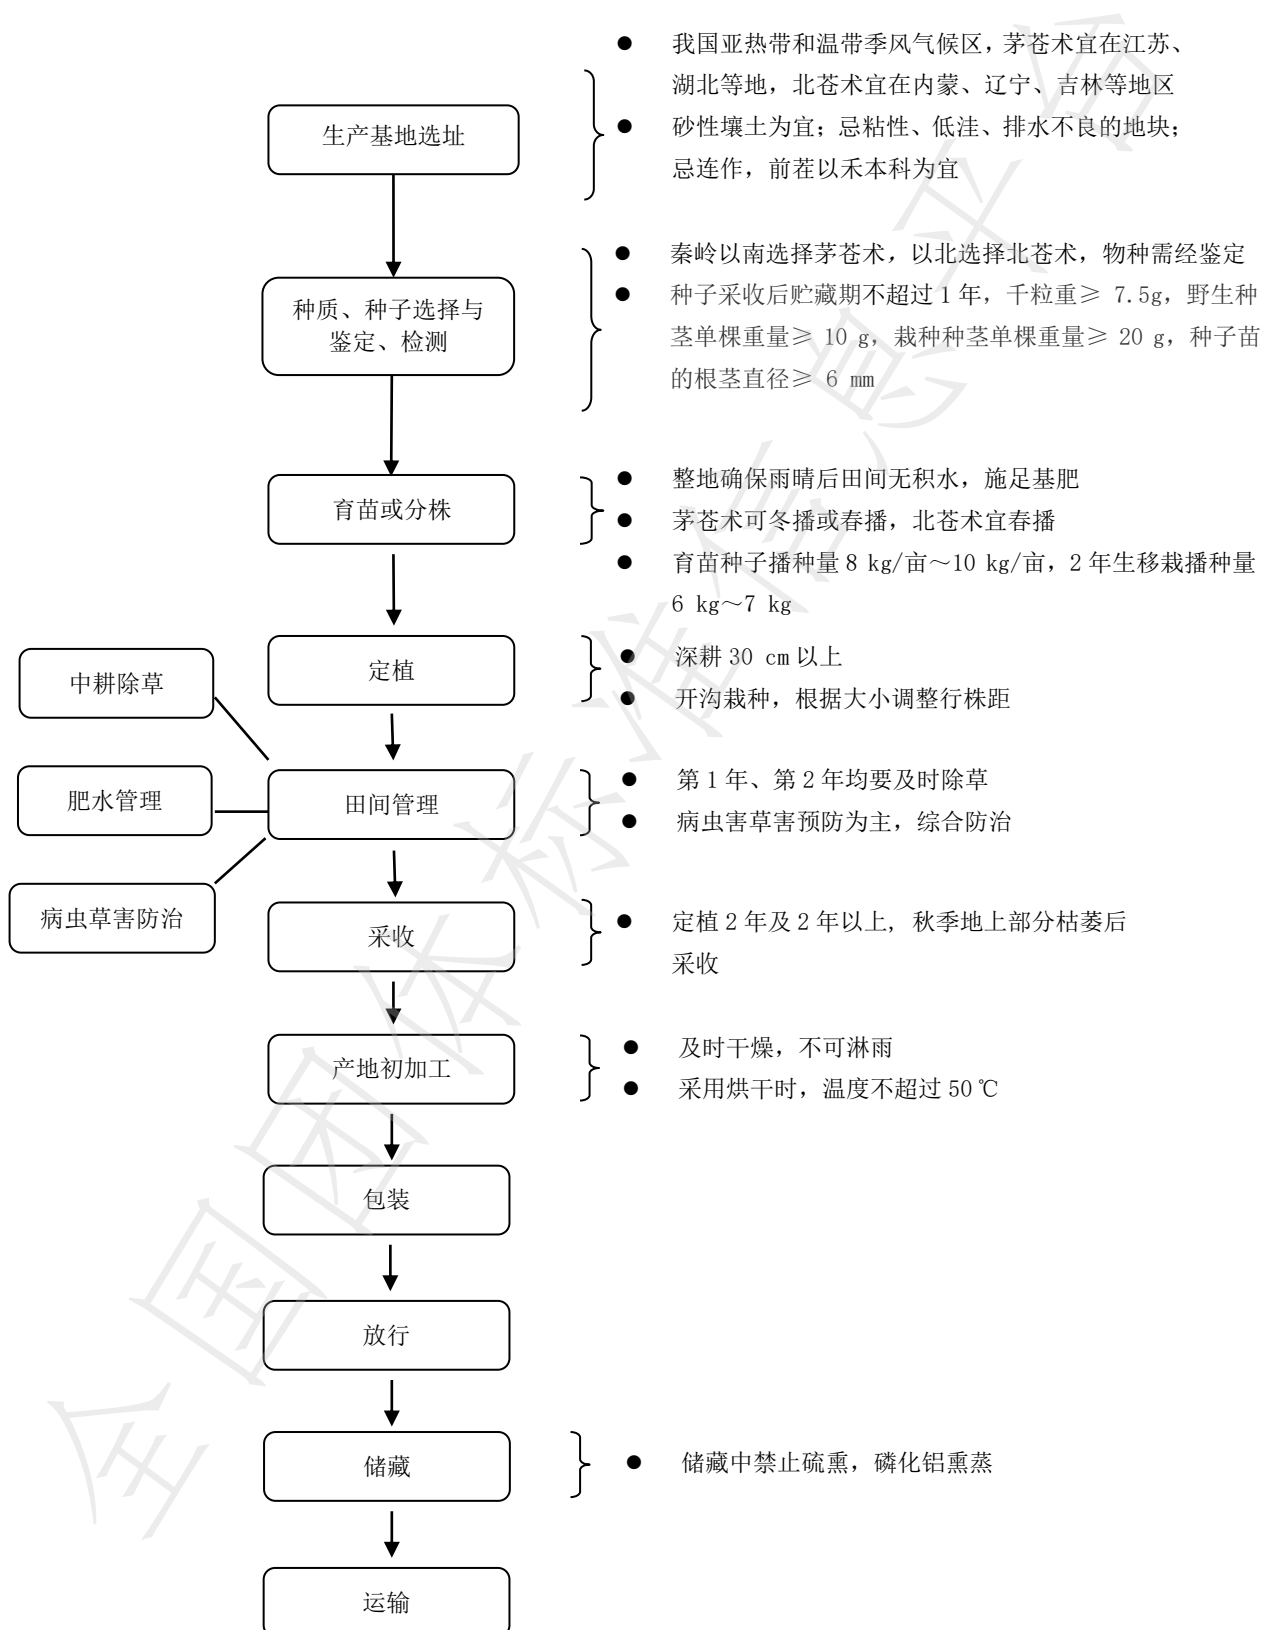 生产基地选址
我国亚热带和温带季风气候区，茅苍术宜在江苏、
湖北等地，北苍术宜在内蒙、辽宁、吉林等地区
砂性壤土为宜；忌粘性、低洼、排水不良的地块；
忌连作，前茬以禾本科为宜
种质、种子选择与
鉴定、检测
秦岭以南选择茅苍术，以北选择北苍术，物种需经鉴定
种子采收后贮藏期不超过1年，千粒重≥ 7.5g，野生种
茎单棵重量≥ 10 g，栽种种茎单棵重量≥ 20 g，种子苗
的根茎直径≥ 6 mm
育苗或分株
整地确保雨晴后田间无积水，施足基肥
茅苍术可冬播或春播，北苍术宜春播
育苗种子播种量8 kg/亩～10 kg/亩，2年生移栽播种量
6 kg～7 kg
定植
深耕30 cm以上
开沟栽种，根据大小调整行株距
中耕除草
肥水管理
病虫草害防治
田间管理
第1年、第2年均要及时除草
病虫害草害预防为主，综合防治
采收
定植2年及2年以上, 秋季地上部分枯萎后
采收
产地初加工
及时干燥，不可淋雨
采用烘干时，温度不超过50℃
包装
放行
储藏
储藏中禁止硫熏，磷化铝熏蒸
运输
全国团体标准信息平台